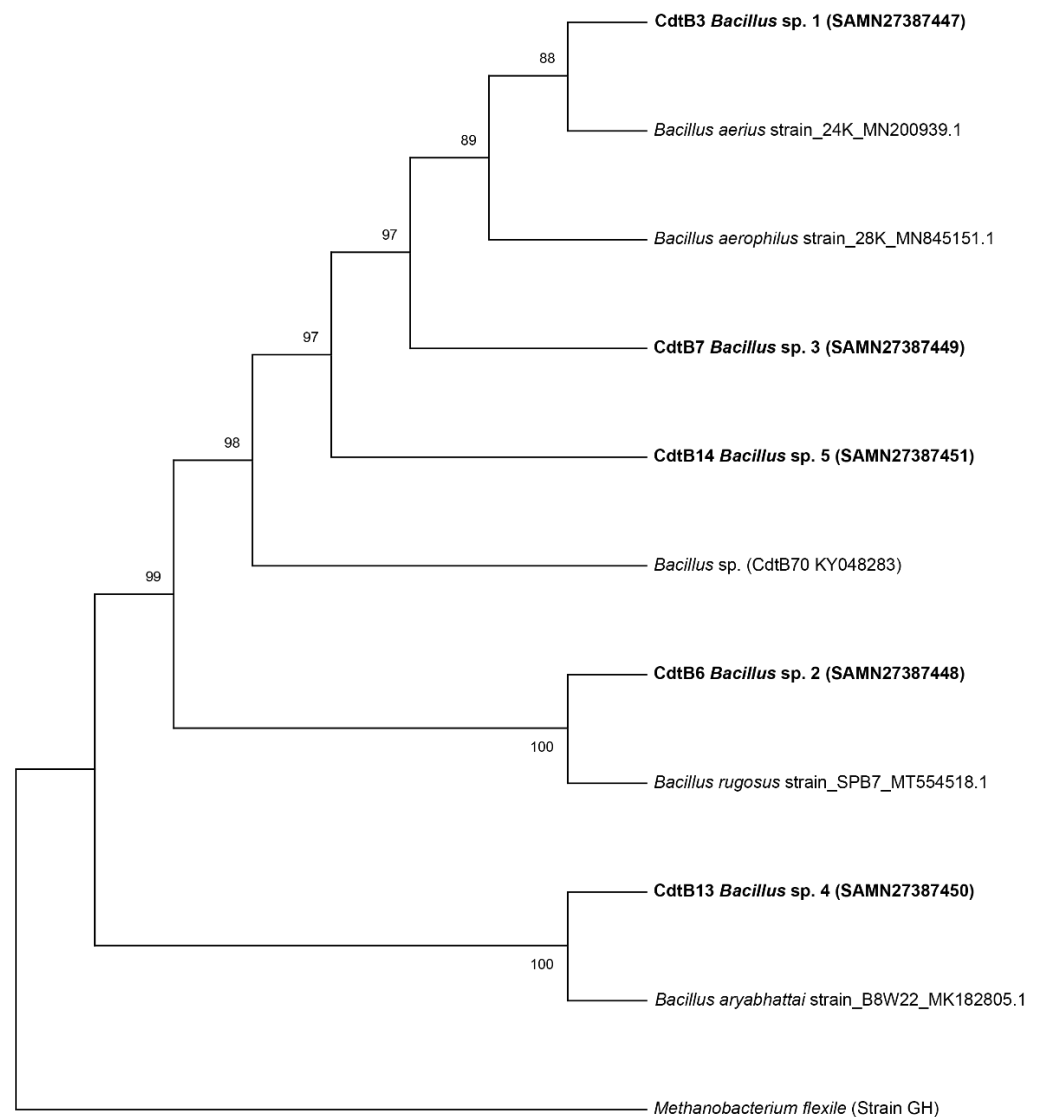 CdtB3 Bacillus sp. 1 (SAMN27387447)
88
Bacillus aerius strain_24K_MN200939.1
89
Bacillus aerophilus strain_28K_MN845151.1
97
CdtB7 Bacillus sp. 3 (SAMN27387449)
97
CdtB14 Bacillus sp. 5 (SAMN27387451)
98
Bacillus sp. (CdtB70 KY048283)
99
CdtB6 Bacillus sp. 2 (SAMN27387448)
100
Bacillus rugosus strain_SPB7_MT554518.1
CdtB13 Bacillus sp. 4 (SAMN27387450)
100
Bacillus aryabhattai strain_B8W22_MK182805.1
Methanobacterium flexile (Strain GH)